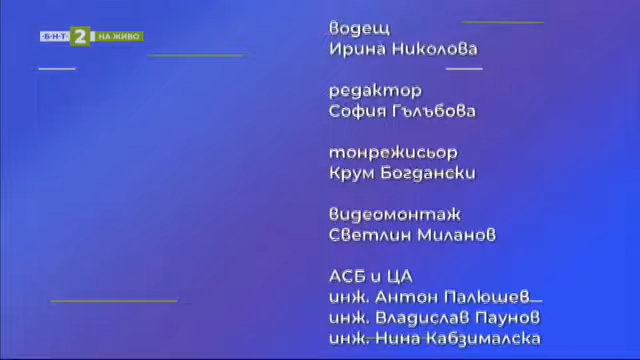 Б·Н·Т 2 НА ЖИВО
водещ
Ирина Николова
редактор
София Гълъбова
тонрежисьор
Крум Богдански
видеомонтаж
Светлин Миланов
АСБ и ЦА
инж. Антон Палюшев
инж. Владислав Паунов
инж. Нина Кабзималска